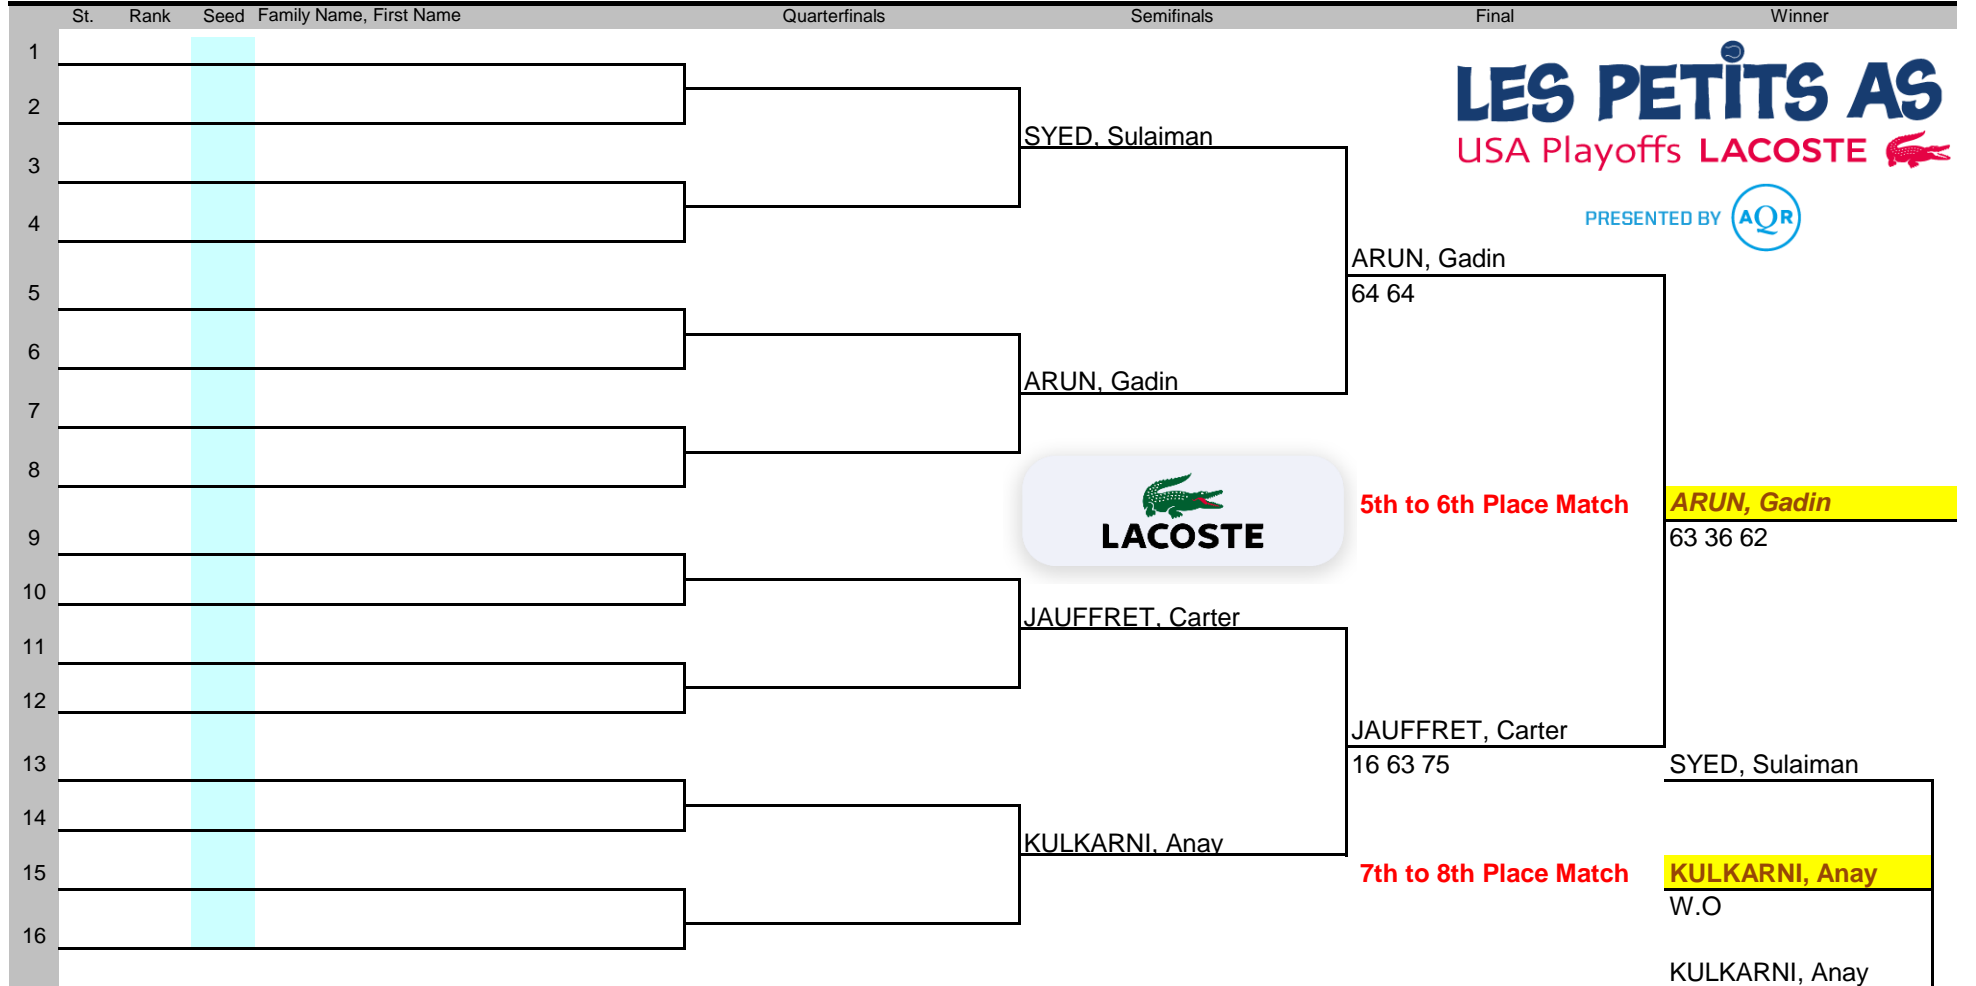 St. Rank Seed Family Name, First Name Quarterfinals Semifinals Final Winner
1
LES PETITS AS
2
SYED, Sulaiman
USA Playoffs LACOSTE
3
PRESENTED BY AQR
4
ARUN, Gadin
5
64 64
6
ARUN, Gadin
7
8
LACOSTE
5th to 6th Place Match
ARUN, Gadin
9
63 36 62
10
JAUFFRET, Carter
11
12
JAUFFRET, Carter
13
16 63 75
SYED, Sulaiman
14
KULKARNI, Anay
15
7th to 8th Place Match
KULKARNI, Anay
W.O
16
KULKARNI, Anay